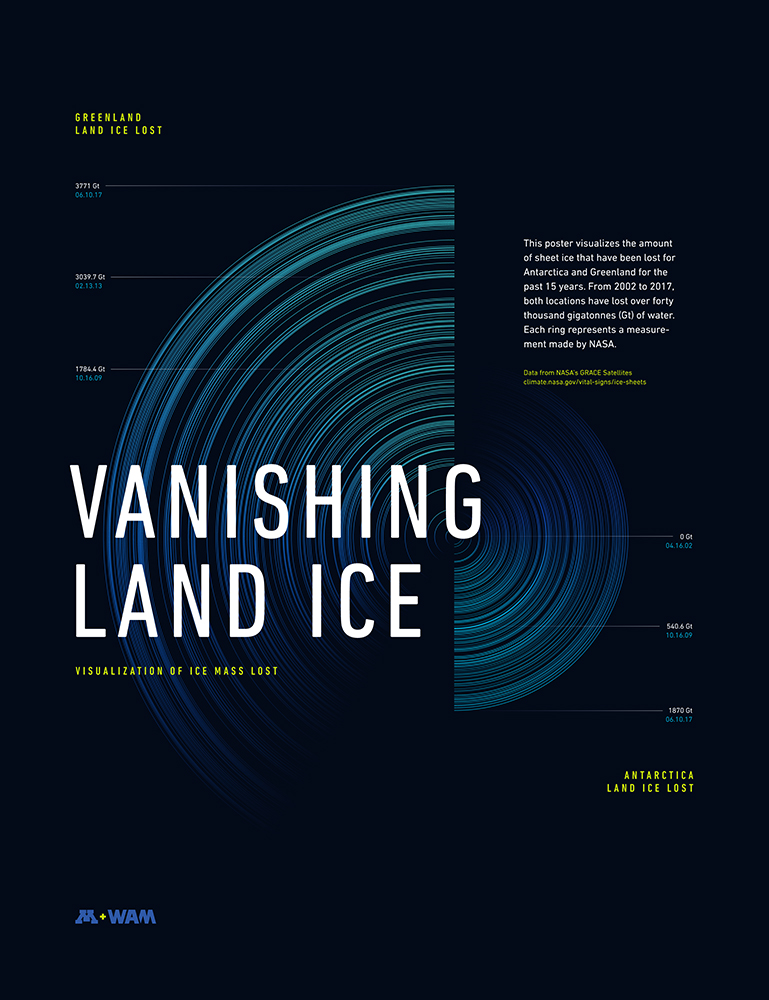 GREENLAND
LAND ICE LOST
3771 Gt
06.10.17
3039.7 Gt
02.13.13
1784.4 Gt
10.16.09
This poster visualizes the amount
of sheet ice that have been lost for
Antarctica and Greenland for the
past 15 years. From 2002 to 2017,
both locations have lost over forty
thousand gigatonnes (Gt) of water.
Each ring represents a measure-
ment made by NASA.
Data from NASA's GRACE Satellites
climate.nasa.gov/vital-signs/ice-sheets
VANISHING
LAND ICE
VISUALIZATION OF ICE MASS LOST
0 Gt
04.16.02
540.6 Gt
10.16.09
1870 Gt
06.10.17
ANTARCTICA
LAND ICE LOST
M+WAM